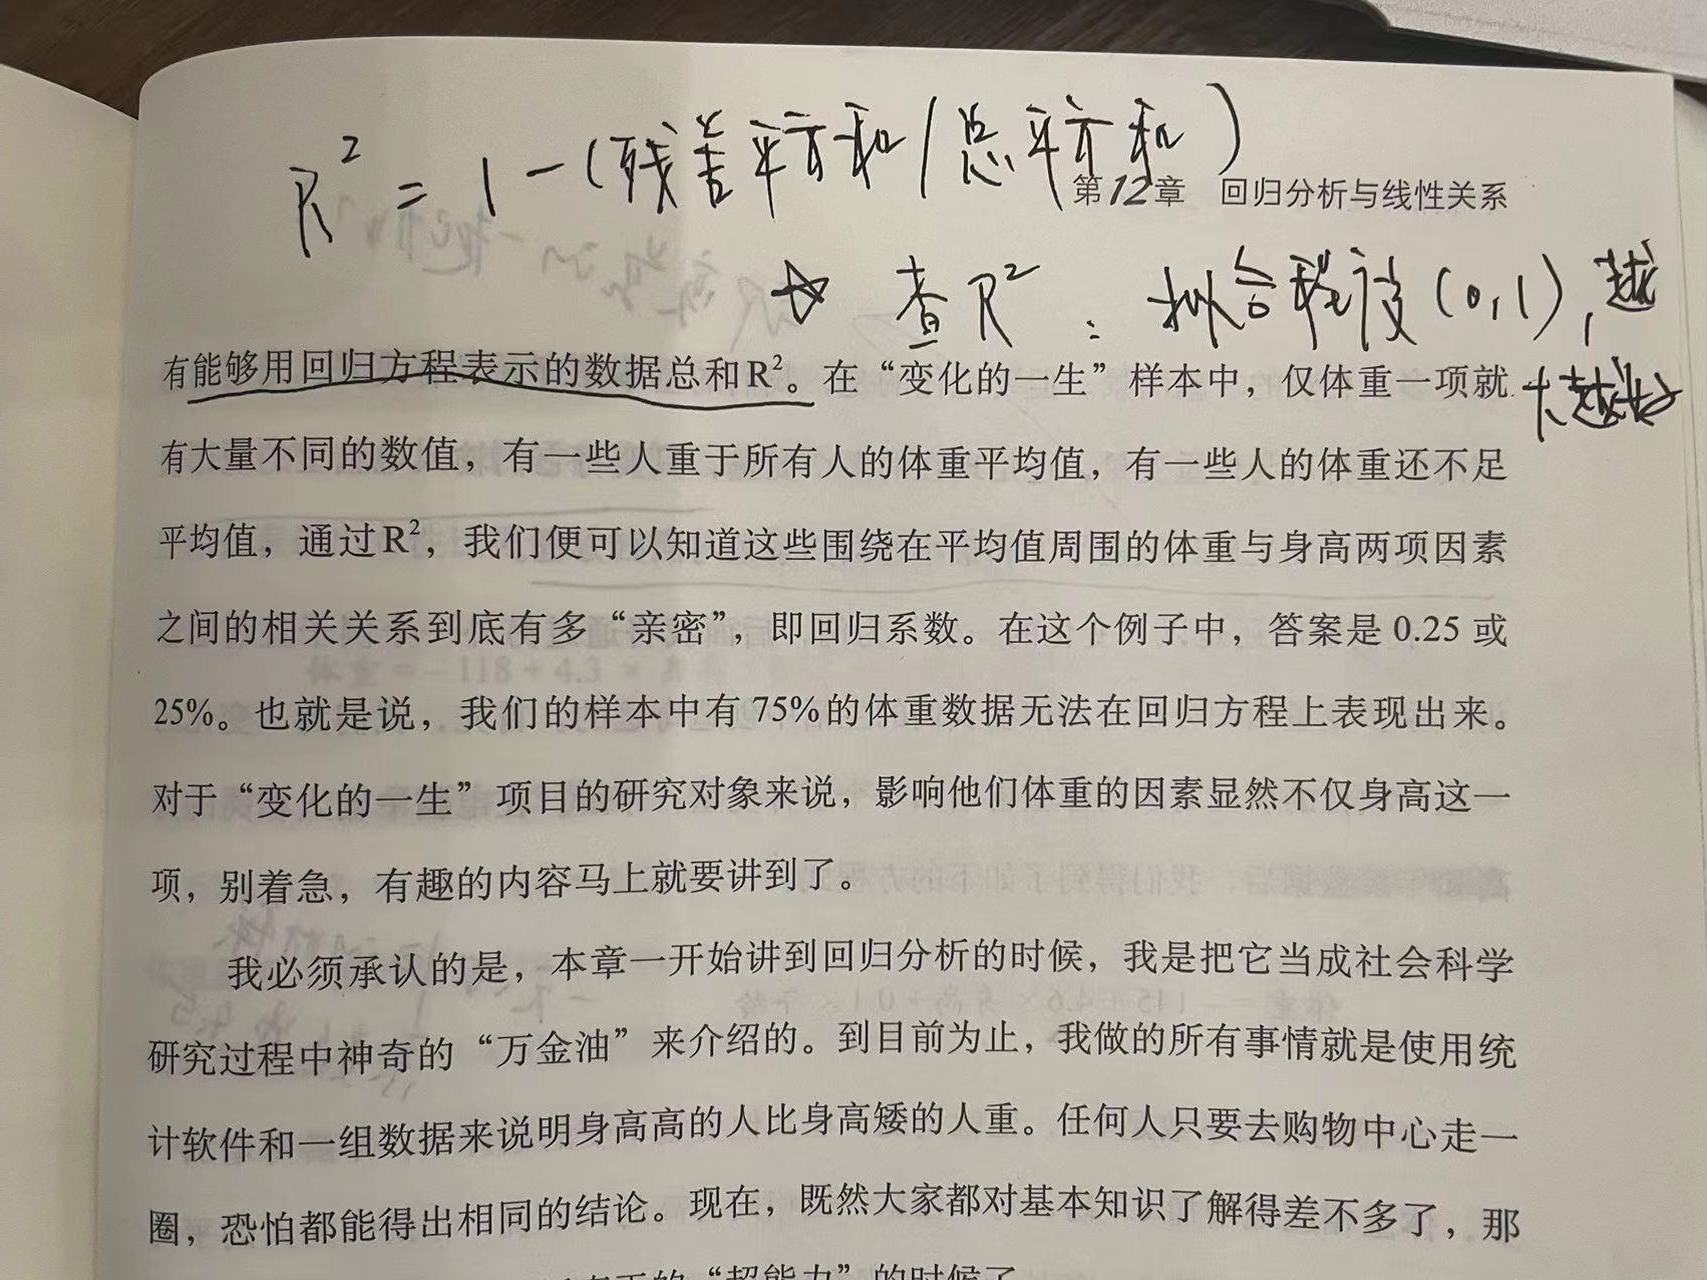 R² = 1 - (残差平方和/总平方和)
第12章 回归分析与线性关系
☆ 查R²：拟合程度(0,1), 越
大越好
有能够用回归方程表示的数据总和R²。在“变化的一生”样本中，仅体重一项就
有大量不同的数值，有一些人重于所有人的体重平均值，有一些人的体重还不足
平均值，通过R²，我们便可以知道这些围绕在平均值周围的体重与身高两项因素
之间的相关关系到底有多“亲密”，即回归系数。在这个例子中，答案是 0.25 或
25%。也就是说，我们的样本中有 75%的体重数据无法在回归方程上表现出来。
对于“变化的一生”项目的研究对象来说，影响他们体重的因素显然不仅身高这一
项，别着急，有趣的内容马上就要讲到了。
我必须承认的是，本章一开始讲到回归分析的时候，我是把它当成社会科学
研究过程中神奇的“万金油”来介绍的。到目前为止，我做的所有事情就是使用统
计软件和一组数据来说明身高高的人比身高矮的人重。任何人只要去购物中心走一
圈，恐怕都能得出相同的结论。现在，既然大家都对基本知识了解得差不多了，那
的“超能力”的时候了